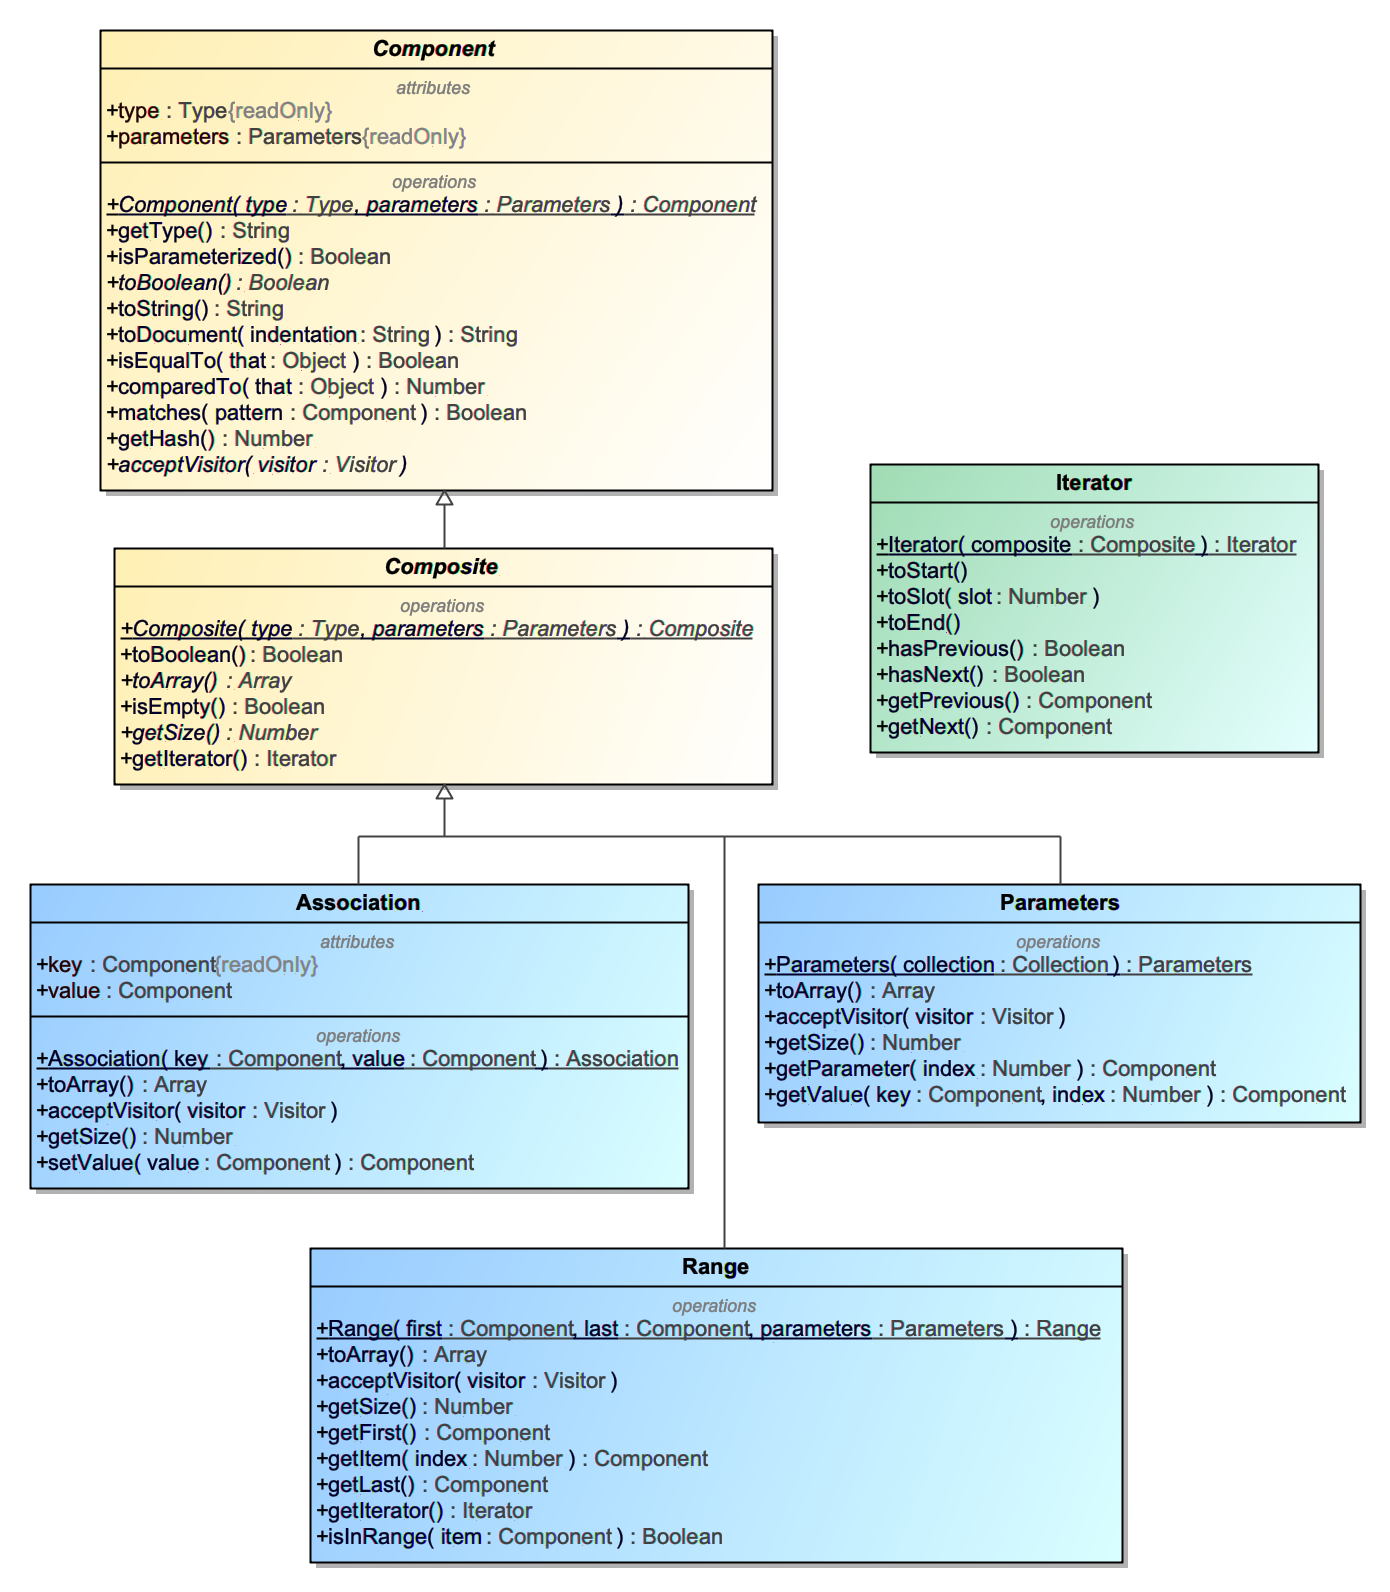 Component
attributes
+type : Type{readOnly}
+parameters : Parameters{readOnly}
operations
+Component( type : Type, parameters : Parameters ) : Component
+getType() : String
+isParameterized() : Boolean
+toBoolean() : Boolean
+toString() : String
+toDocument( indentation : String ) : String
+isEqualTo( that : Object ) : Boolean
+comparedTo( that : Object ) : Number
+matches( pattern : Component ) : Boolean
+getHash() : Number
+acceptVisitor( visitor : Visitor )
Iterator
operations
+Iterator( composite : Composite ) : Iterator
+toStart()
+toSlot( slot : Number )
+toEnd()
+hasPrevious() : Boolean
+hasNext() : Boolean
+getPrevious() : Component
+getNext() : Component
Composite
operations
+Composite( type : Type, parameters : Parameters ) : Composite
+toBoolean() : Boolean
+toArray() : Array
+isEmpty() : Boolean
+getSize() : Number
+getIterator() : Iterator
Association
attributes
+key : Component{readOnly}
+value : Component
operations
+Association( key : Component, value : Component ) : Association
+toArray() : Array
+acceptVisitor( visitor : Visitor )
+getSize() : Number
+setValue( value : Component ) : Component
Parameters
operations
+Parameters( collection : Collection ) : Parameters
+toArray() : Array
+acceptVisitor( visitor : Visitor )
+getSize() : Number
+getParameter( index : Number ) : Component
+getValue( key : Component, index : Number ) : Component
Range
operations
+Range( first : Component, last : Component, parameters : Parameters ) : Range
+toArray() : Array
+acceptVisitor( visitor : Visitor )
+getSize() : Number
+getFirst() : Component
+getItem( index : Number ) : Component
+getLast() : Component
+getIterator() : Iterator
+isInRange( item : Component ) : Boolean